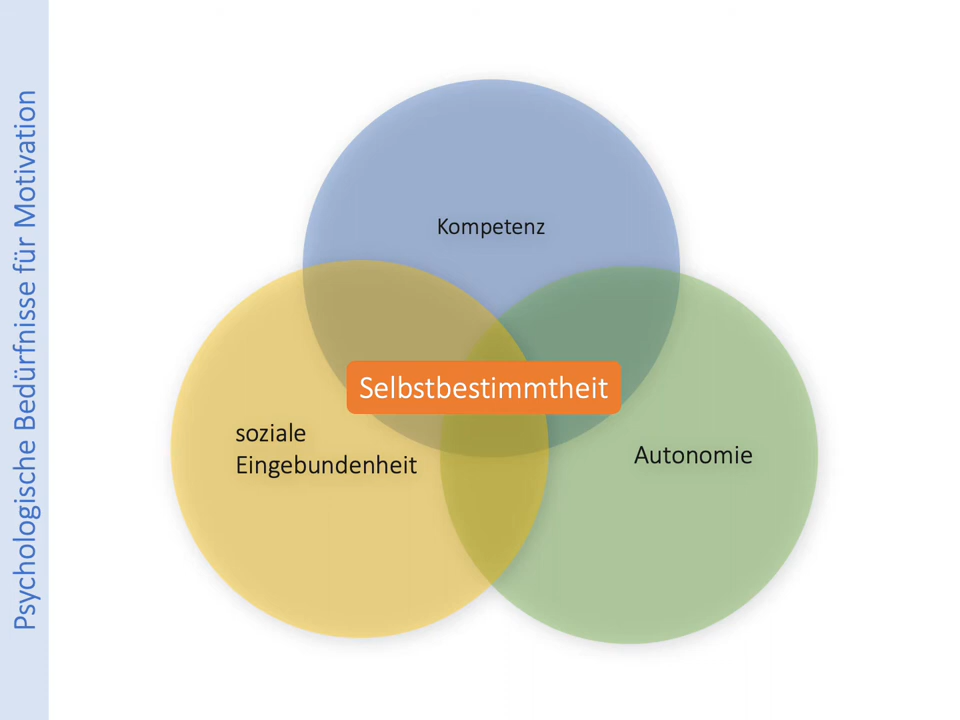 Psychologische Bedürfnisse für Motivation
Kompetenz
Selbstbestimmtheit
soziale
Eingebundenheit
Autonomie